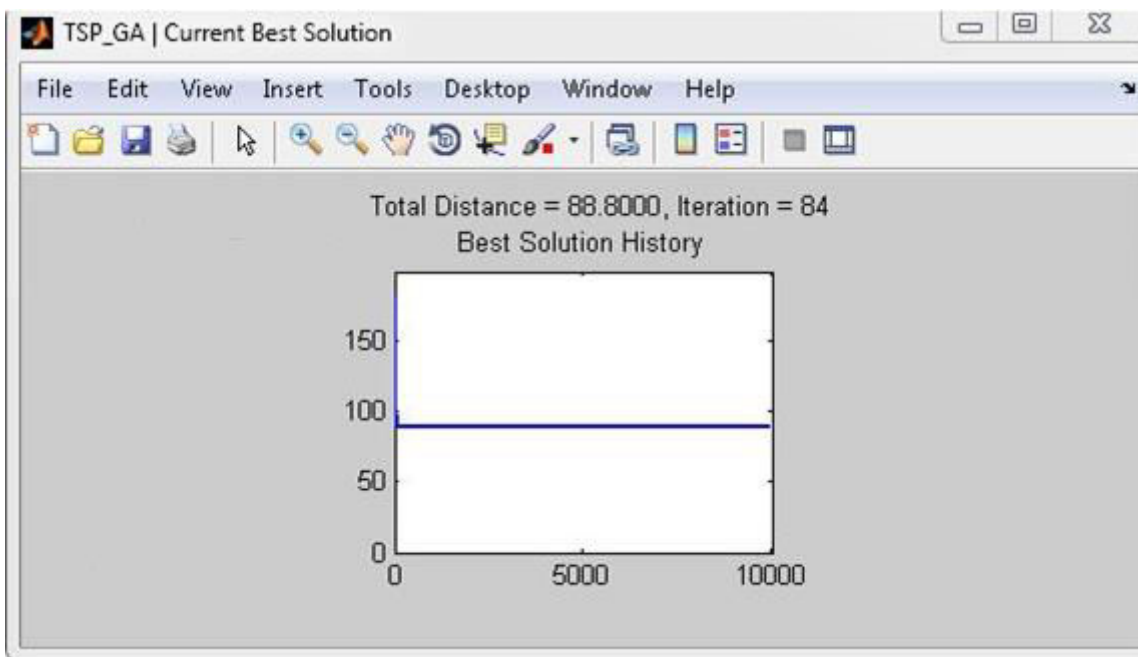 TSP_GA | Current Best Solution
File Edit View Insert Tools Desktop Window Help
Total Distance = 88.8000, Iteration = 84
Best Solution History
150
100
50
0
0 5000 10000